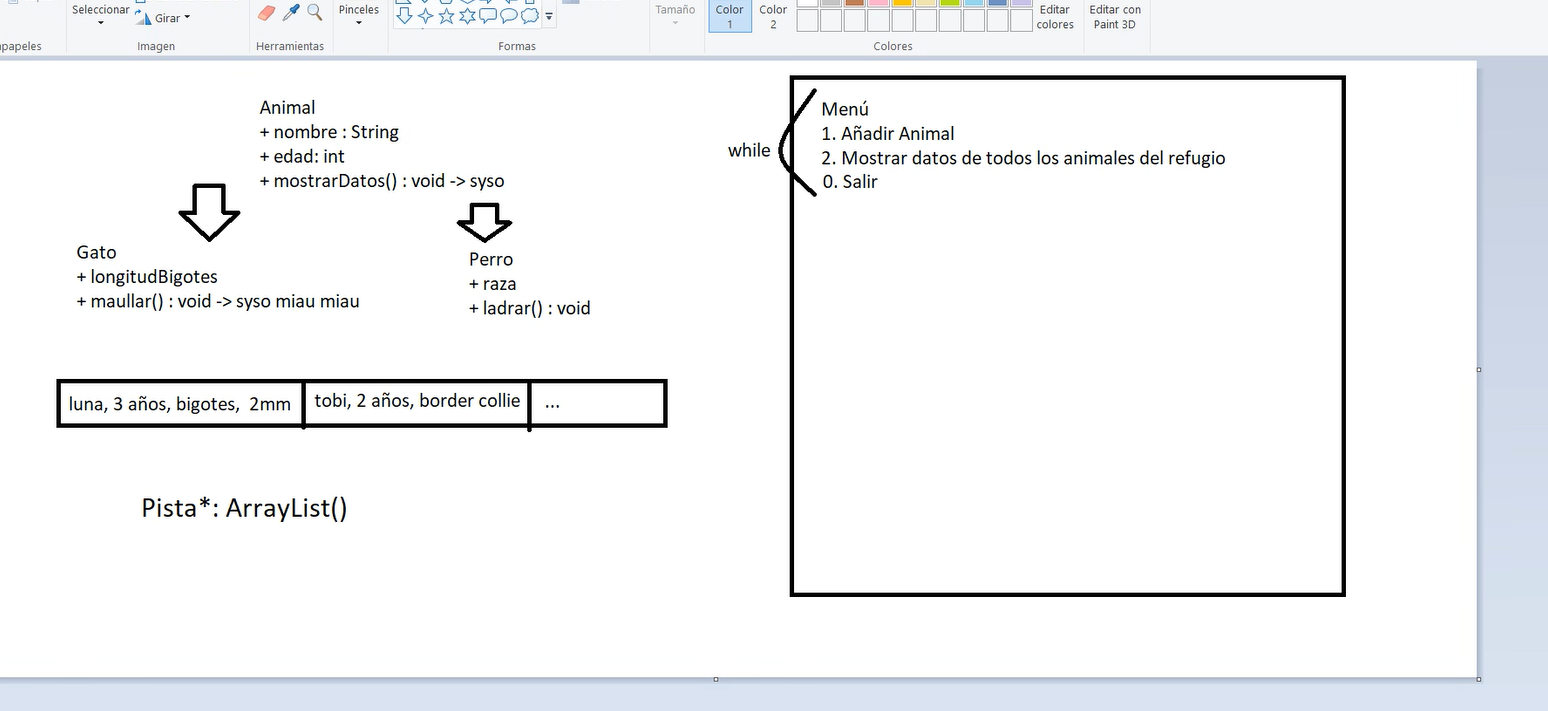 Seleccionar
Girar
Pinceles
Tamaño
Color 1
Color 2
Editar colores
Editar con Paint 3D
Imagen
Herramientas
Formas
Colores
Animal
+ nombre : String
+ edad: int
+ mostrarDatos() : void -> syso
Gato
+ longitudBigotes
+ maullar() : void -> syso miau miau
Perro
+ raza
+ ladrar() : void
luna, 3 años, bigotes, 2mm
tobi, 2 años, border collie
...
Pista*: ArrayList()
while
Menú
1. Añadir Animal
2. Mostrar datos de todos los animales del refugio
0. Salir